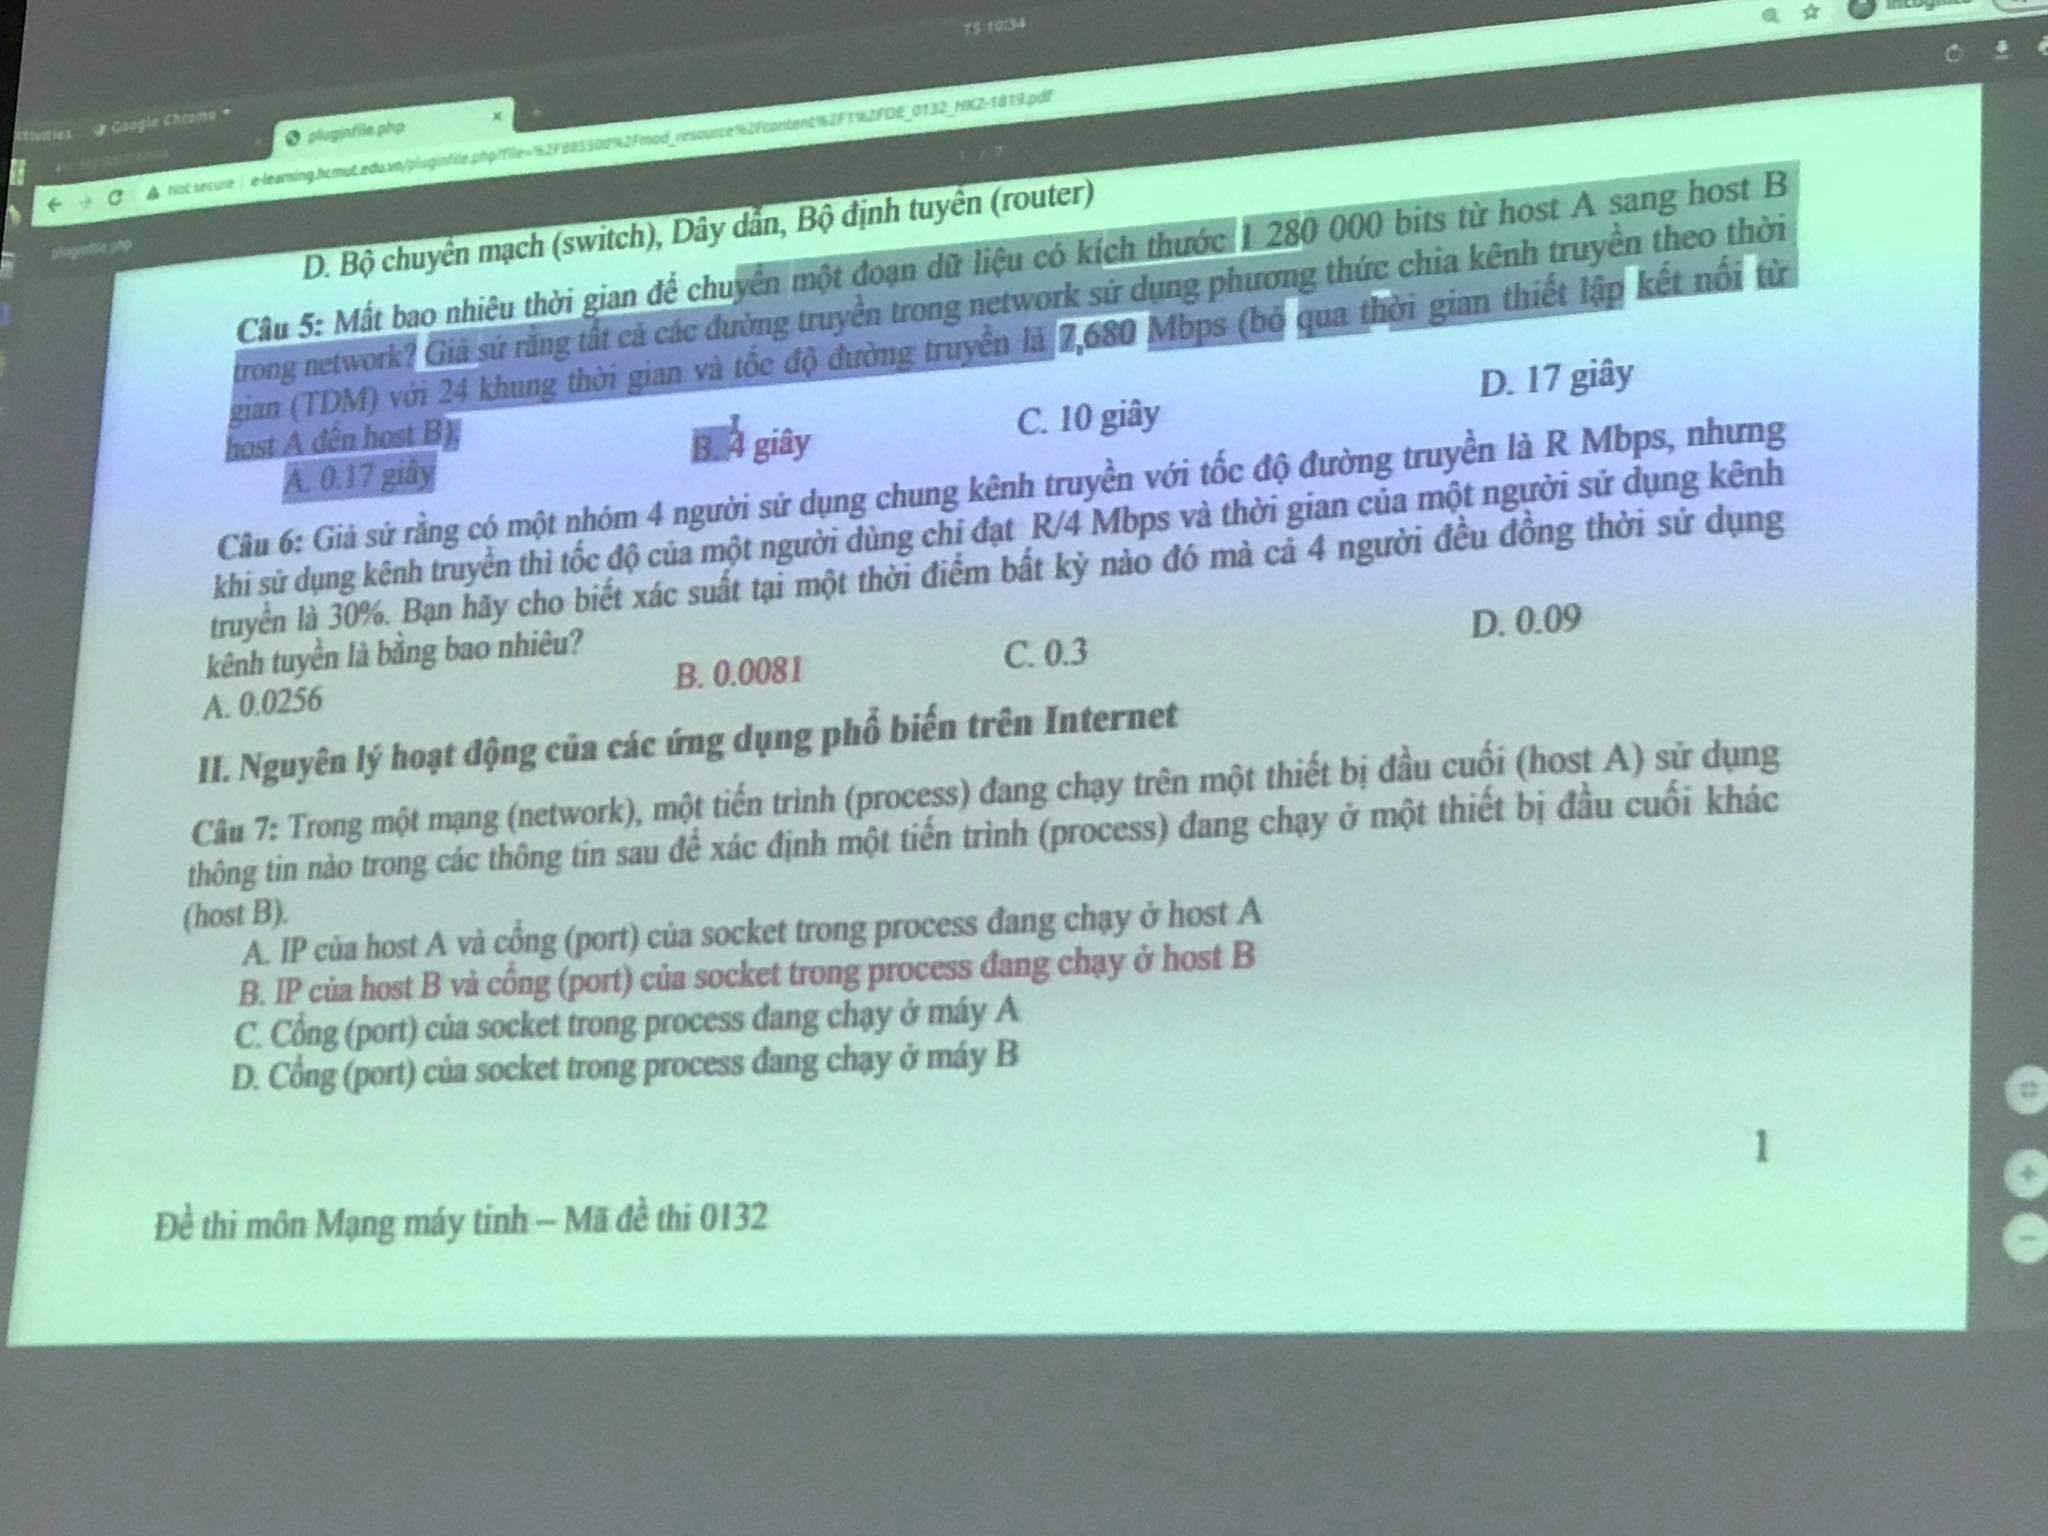 TS 10:34
Google Chrome
pluginfile.php
Not secure e-learning.hcmut.edu.vn/pluginfile.php?file=%2F885500%2Fmod_resource%2Fcontent%2F1%2FDE_0132_HK2-1819.pdf
pluginfile.php
1 / 7
D. Bộ chuyển mạch (switch), Dây dẫn, Bộ định tuyến (router)
Câu 5: Mất bao nhiêu thời gian để chuyển một đoạn dữ liệu có kích thước 1 280 000 bits từ host A sang host B
trong network? Giả sử rằng tất cả các đường truyền trong network sử dụng phương thức chia kênh truyền theo thời
gian (TDM) với 24 khung thời gian và tốc độ đường truyền là 7,680 Mbps (bỏ qua thời gian thiết lập kết nối từ
host A đến host B).
A. 0.17 giây B. 4 giây C. 10 giây D. 17 giây
Câu 6: Giả sử rằng có một nhóm 4 người sử dụng chung kênh truyền với tốc độ đường truyền là R Mbps, nhưng
khi sử dụng kênh truyền thì tốc độ của một người dùng chỉ đạt R/4 Mbps và thời gian của một người sử dụng kênh
truyền là 30%. Bạn hãy cho biết xác suất tại một thời điểm bất kỳ nào đó mà cả 4 người đều đồng thời sử dụng
kênh tuyền là bằng bao nhiêu?
A. 0.0256 B. 0.0081 C. 0.3 D. 0.09
II. Nguyên lý hoạt động của các ứng dụng phổ biến trên Internet
Câu 7: Trong một mạng (network), một tiến trình (process) đang chạy trên một thiết bị đầu cuối (host A) sử dụng
thông tin nào trong các thông tin sau để xác định một tiến trình (process) đang chạy ở một thiết bị đầu cuối khác
(host B).
A. IP của host A và cổng (port) của socket trong process đang chạy ở host A
B. IP của host B và cổng (port) của socket trong process đang chạy ở host B
C. Cổng (port) của socket trong process đang chạy ở máy A
D. Cổng (port) của socket trong process đang chạy ở máy B
1
Đề thi môn Mạng máy tính – Mã đề thi 0132